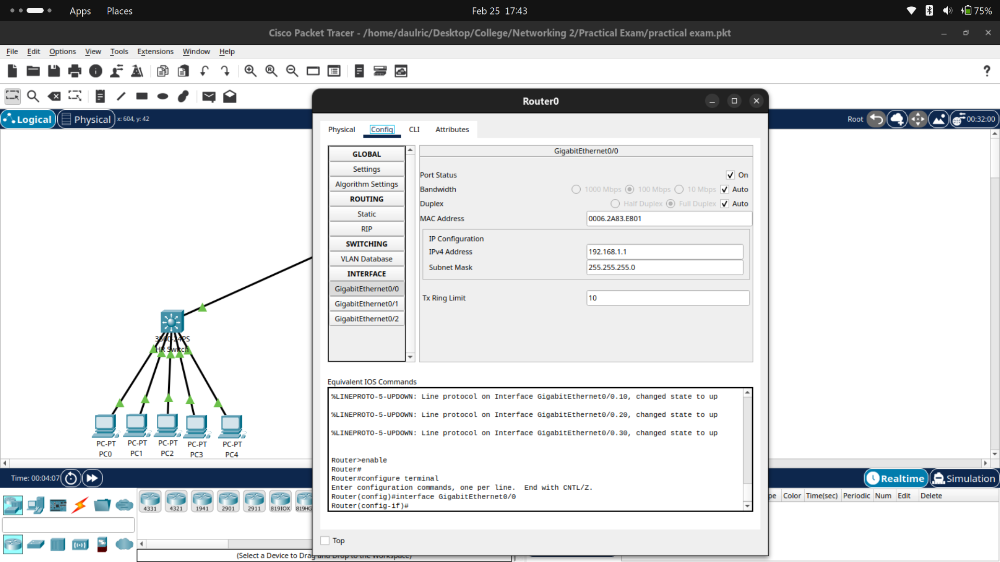 Apps Places Feb 25 17:43 75%
Cisco Packet Tracer - /home/daulric/Desktop/College/Networking 2/Practical Exam/practical exam.pkt
File Edit Options View Tools Extensions Window Help
Logical Physical x: 604, y: 42 Root 00:32:00
Router0
Physical Config CLI Attributes
GLOBAL
Settings
Algorithm Settings
ROUTING
Static
RIP
SWITCHING
VLAN Database
INTERFACE
GigabitEthernet0/0
GigabitEthernet0/1
GigabitEthernet0/2
GigabitEthernet0/0
Port Status On
Bandwidth 1000 Mbps 100 Mbps 10 Mbps Auto
Duplex Half Duplex Full Duplex Auto
MAC Address 0006.2A83.E801
IP Configuration
IPv4 Address 192.168.1.1
Subnet Mask 255.255.255.0
Tx Ring Limit 10
Equivalent IOS Commands
%LINEPROTO-5-UPDOWN: Line protocol on Interface GigabitEthernet0/0.10, changed state to up
%LINEPROTO-5-UPDOWN: Line protocol on Interface GigabitEthernet0/0.20, changed state to up
%LINEPROTO-5-UPDOWN: Line protocol on Interface GigabitEthernet0/0.30, changed state to up
Router>enable
Router#
Router#configure terminal
Enter configuration commands, one per line. End with CNTL/Z.
Router(config)#interface GigabitEthernet0/0
Router(config-if)#
Top
3560-24PS
HR Switch
PC-PT PC-PT PC-PT PC-PT PC-PT
PC0 PC1 PC2 PC3 PC4
Time: 00:04:07 Realtime Simulation
4331 4321 1941 2901 2911 819IOX 819HG
pe Color Time(sec) Periodic Num Edit Delete
(Select a Device to Drag and Drop to the Workspace)